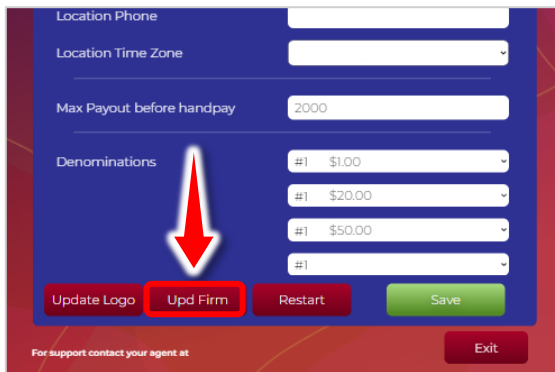 Location Phone
Location Time Zone
Max Payout before handpay 2000
Denominations #1 $1.00
#1 $20.00
#1 $50.00
#1
Update Logo Upd Firm Restart Save
For support contact your agent at Exit